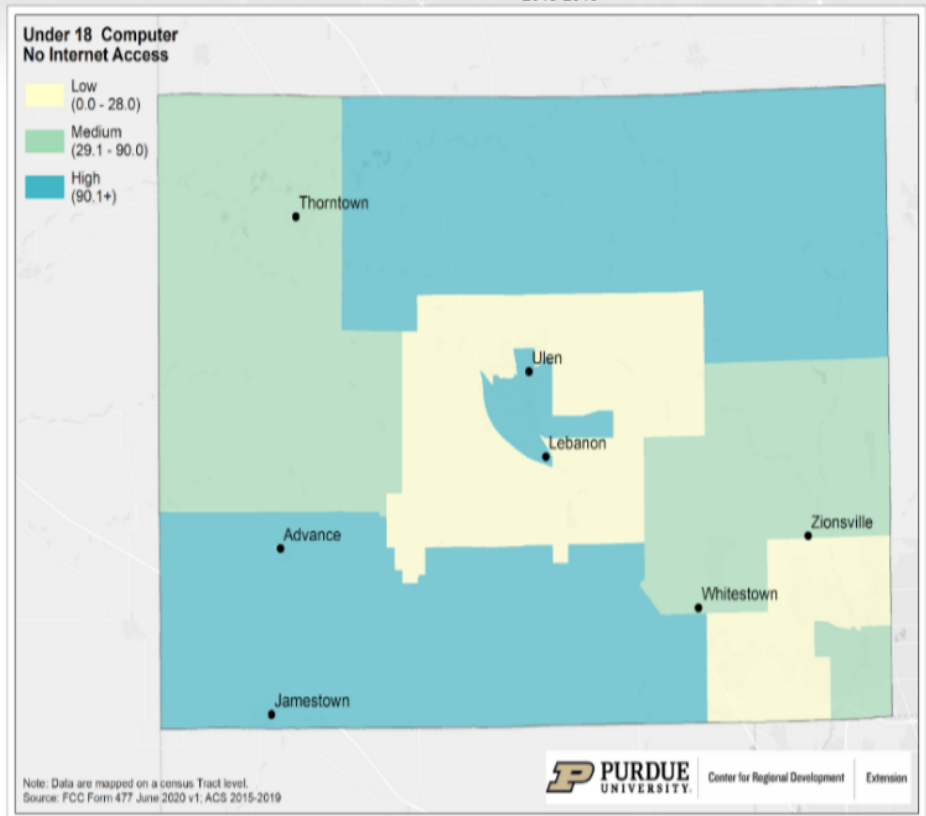 Under 18 Computer
No Internet Access
Low
(0.0 - 28.0)
Medium
(29.1 - 90.0)
High
(90.1+)
Thorntown
Ulen
Lebanon
Advance
Zionsville
Whitestown
Jamestown
Note: Data are mapped on a census Tract level.
Source: FCC Form 477 June 2020 v1; ACS 2015-2019
PURDUE
UNIVERSITY.
Center for Regional Development
Extension